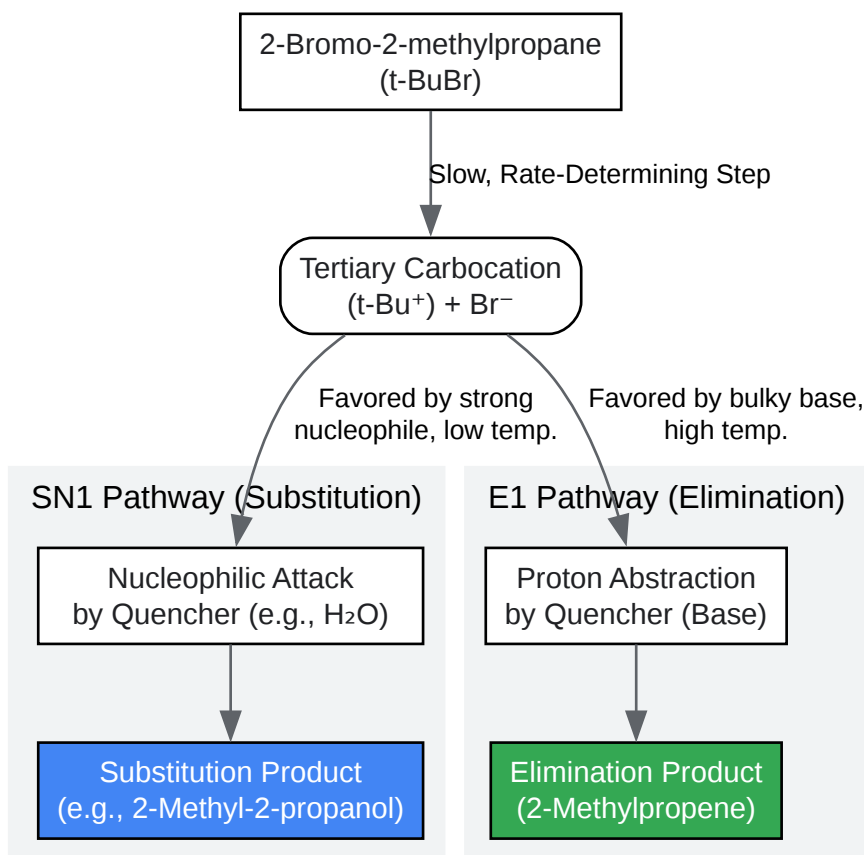 2-Bromo-2-methylpropane
(t-BuBr)
Slow, Rate-Determining Step
Tertiary Carbocation
(t-Bu⁺) + Br⁻
Favored by strong
nucleophile, low temp.
Favored by bulky base,
high temp.
SN1 Pathway (Substitution)
E1 Pathway (Elimination)
Nucleophilic Attack
by Quencher (e.g., H₂O)
Proton Abstraction
by Quencher (Base)
Substitution Product
(e.g., 2-Methyl-2-propanol)
Elimination Product
(2-Methylpropene)